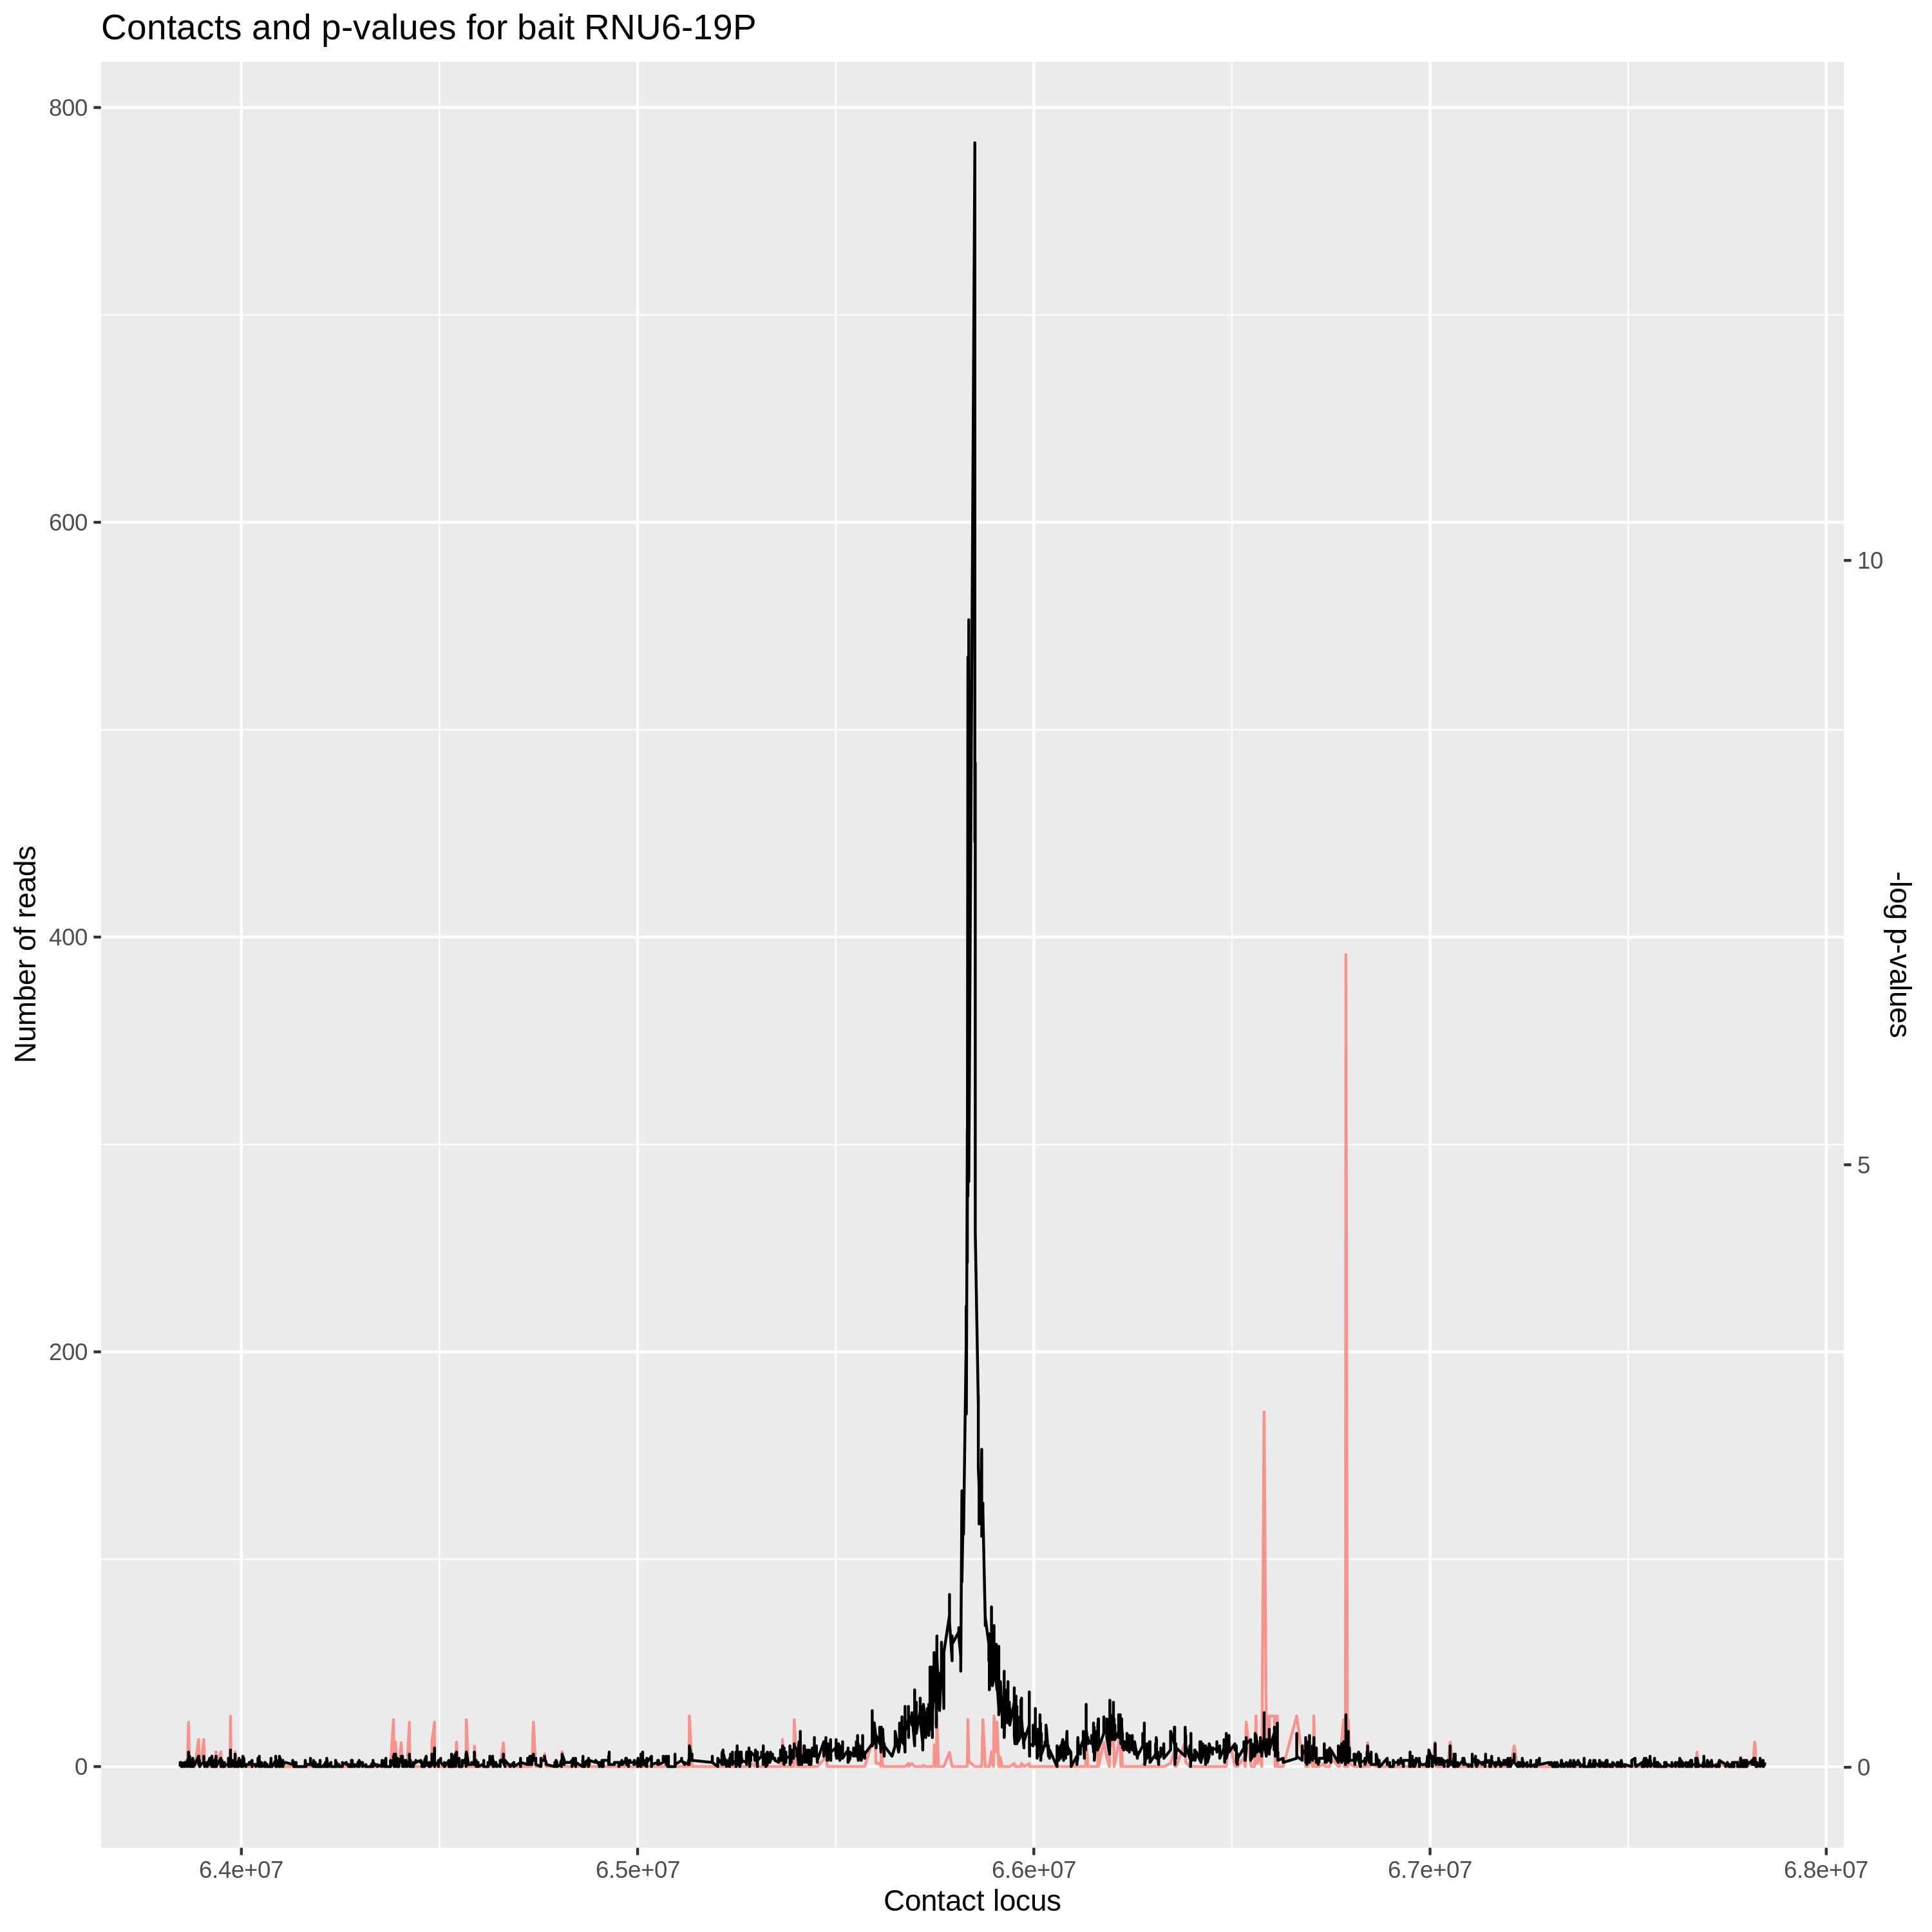 Contacts and p-values for bait RNU6-19P
800
600
400
200
0
10
5
0
Number of reads
-log p-values
6.4e+07
6.5e+07
6.6e+07
6.7e+07
6.8e+07
Contact locus